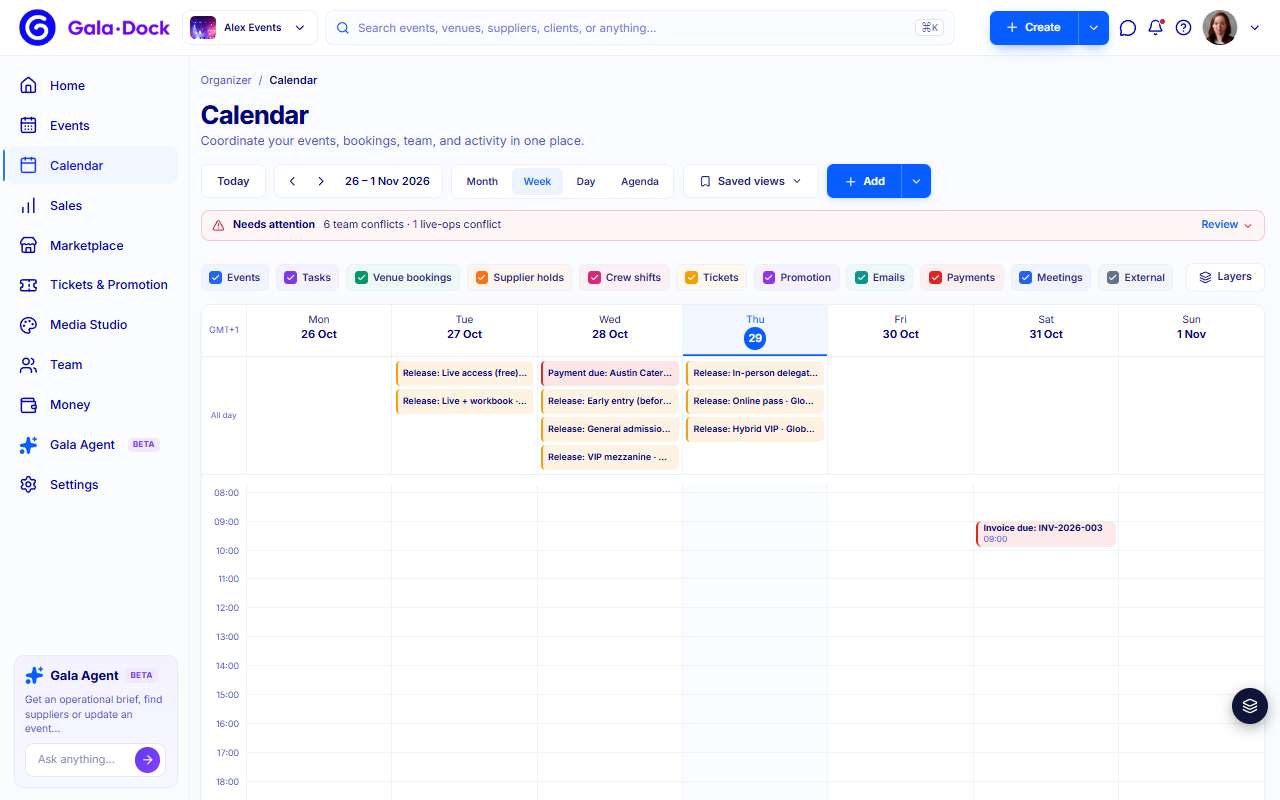 Gala·Dock
Alex Events
Search events, venues, suppliers, clients, or anything...
⌘K
+ Create
Home
Events
Calendar
Sales
Marketplace
Tickets & Promotion
Media Studio
Team
Money
Gala Agent BETA
Settings
Gala Agent BETA
Get an operational brief, find
suppliers or update an
event...
Ask anything...
Organizer / Calendar
Calendar
Coordinate your events, bookings, team, and activity in one place.
Today
26 – 1 Nov 2026
Month Week Day Agenda
Saved views
+ Add
Needs attention 6 team conflicts · 1 live-ops conflict
Review
Events Tasks Venue bookings Supplier holds Crew shifts Tickets Promotion Emails Payments Meetings External
Layers
GMT+1
Mon
26 Oct
Tue
27 Oct
Wed
28 Oct
Thu
29
Fri
30 Oct
Sat
31 Oct
Sun
1 Nov
All day
Release: Live access (free)...
Release: Live + workbook -...
Payment due: Austin Cater...
Release: Early entry (befor...
Release: General admissio...
Release: VIP mezzanine · ...
Release: In-person delegat...
Release: Online pass · Glo...
Release: Hybrid VIP · Glob...
08:00
09:00
10:00
11:00
12:00
13:00
14:00
15:00
16:00
17:00
18:00
Invoice due: INV-2026-003
09:00